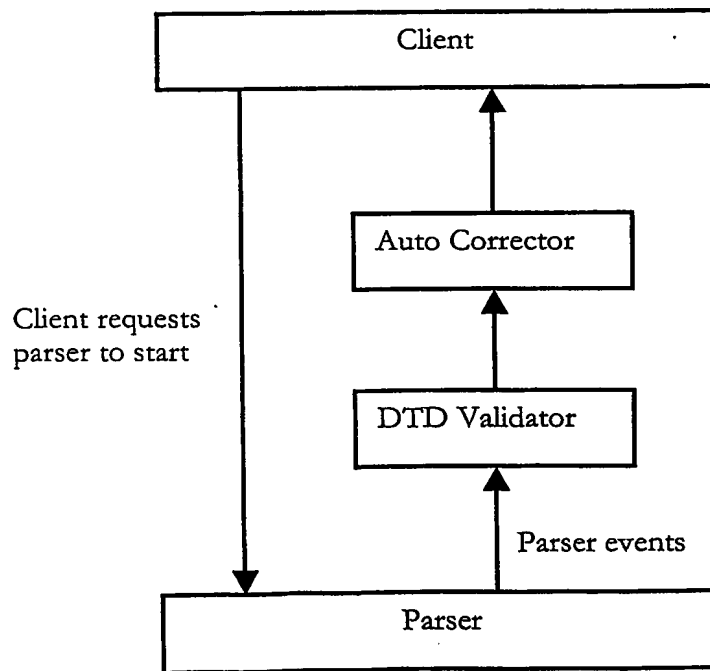 Client
Auto Corrector
Client requests
parser to start
DTD Validator
Parser events
Parser